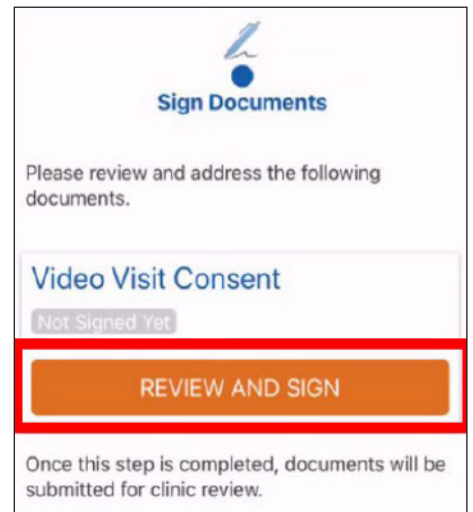 Sign Documents
Please review and address the following
documents.
Video Visit Consent
Not Signed Yet
REVIEW AND SIGN
Once this step is completed, documents will be
submitted for clinic review.